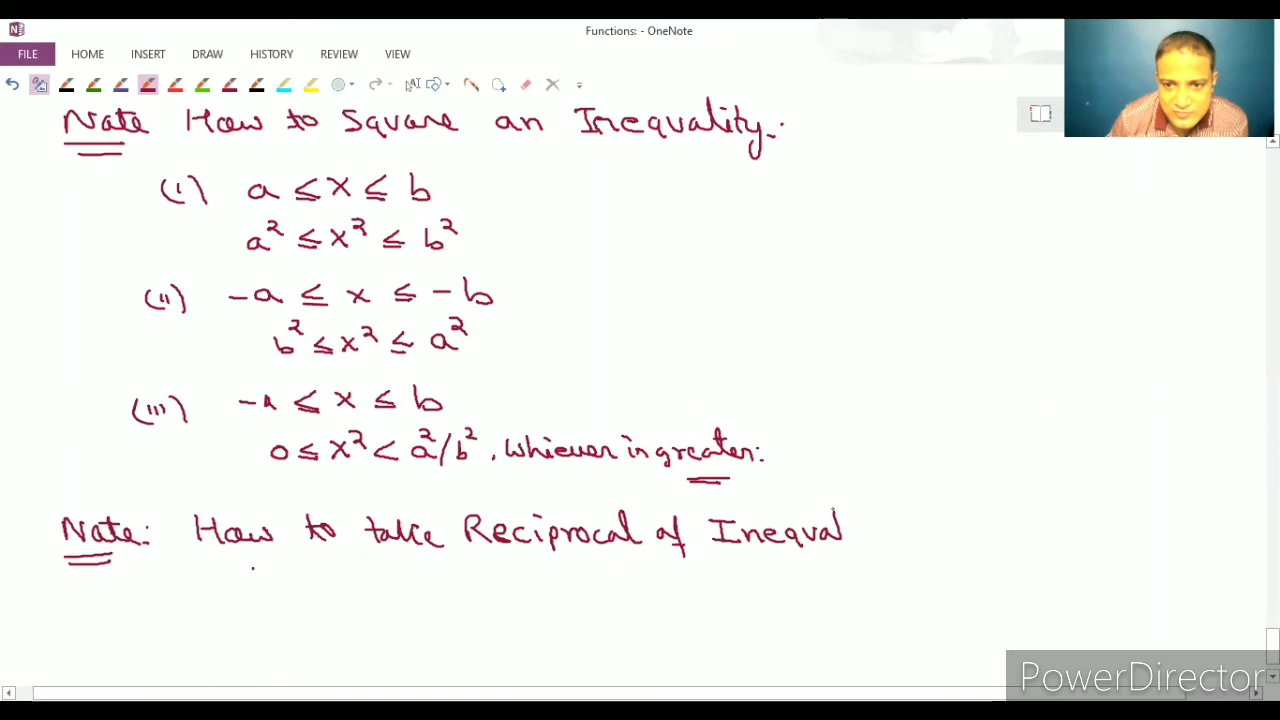 Functions: - OneNote
FILE HOME INSERT DRAW HISTORY REVIEW VIEW
Note How to Square an Inequality:
(i) a ≤ x ≤ b
a² ≤ x² ≤ b²
(ii) -a ≤ x ≤ -b
b² ≤ x² ≤ a²
(iii) -a ≤ x ≤ b
0 ≤ x² < a²/b², whiever is greater:
Note: How to take Reciprocal of Inequal
PowerDirector